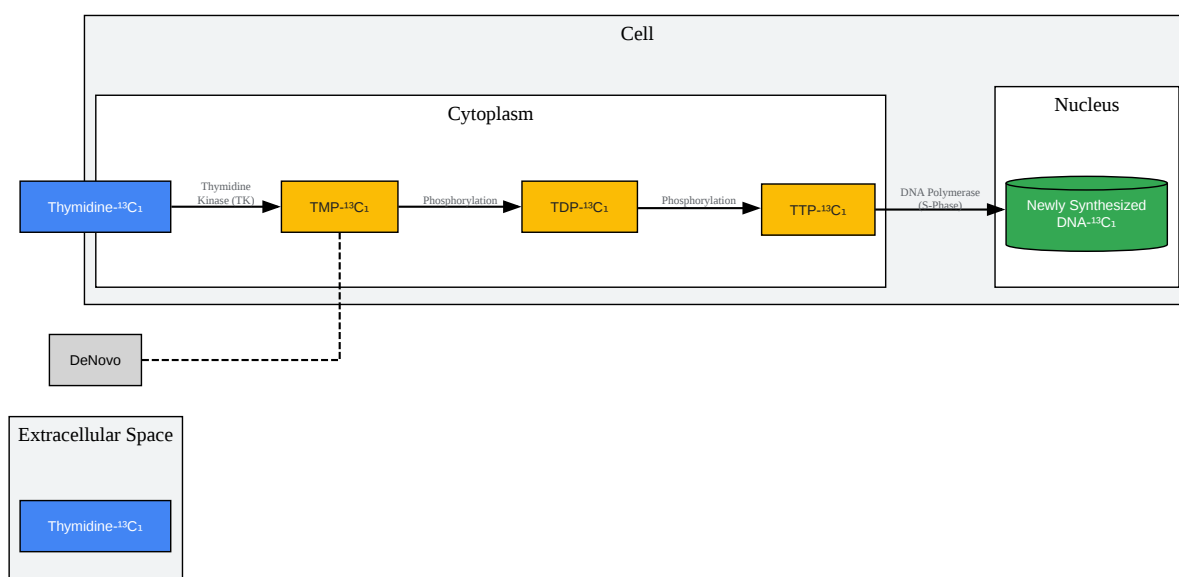 Cell
Cytoplasm
Nucleus
Thymidine-¹³C₁
Thymidine
Kinase (TK)
TMP-¹³C₁
Phosphorylation
TDP-¹³C₁
Phosphorylation
TTP-¹³C₁
DNA Polymerase
(S-Phase)
Newly Synthesized
DNA-¹³C₁
DeNovo
Extracellular Space
Thymidine-¹³C₁